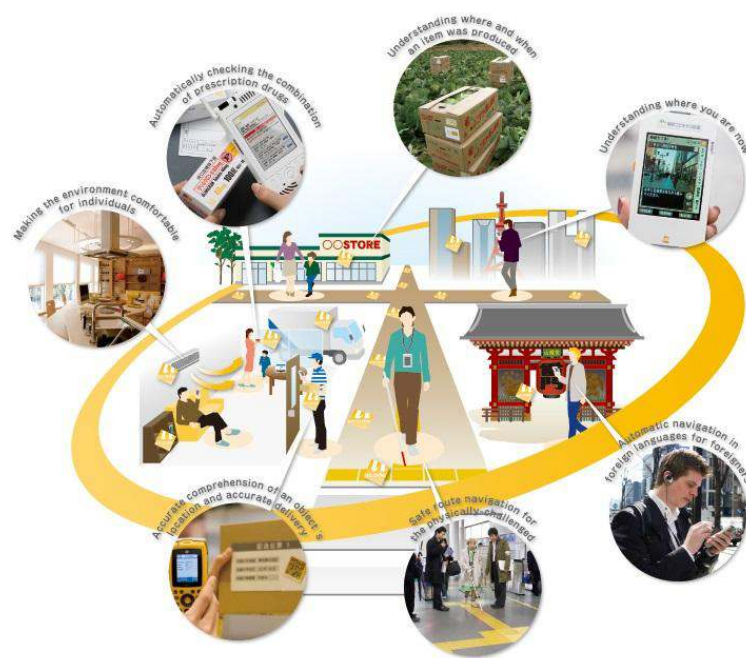 Understanding where and when
an item was produced
Automatically checking the combination
of prescription drugs
Understanding where you are now
Making the environment comfortable
for individuals
○○STORE
Automatic navigation in
foreign languages for foreigners
Accurate comprehension of an object's
location and accurate delivery
Safe route navigation for
the physically-challenged